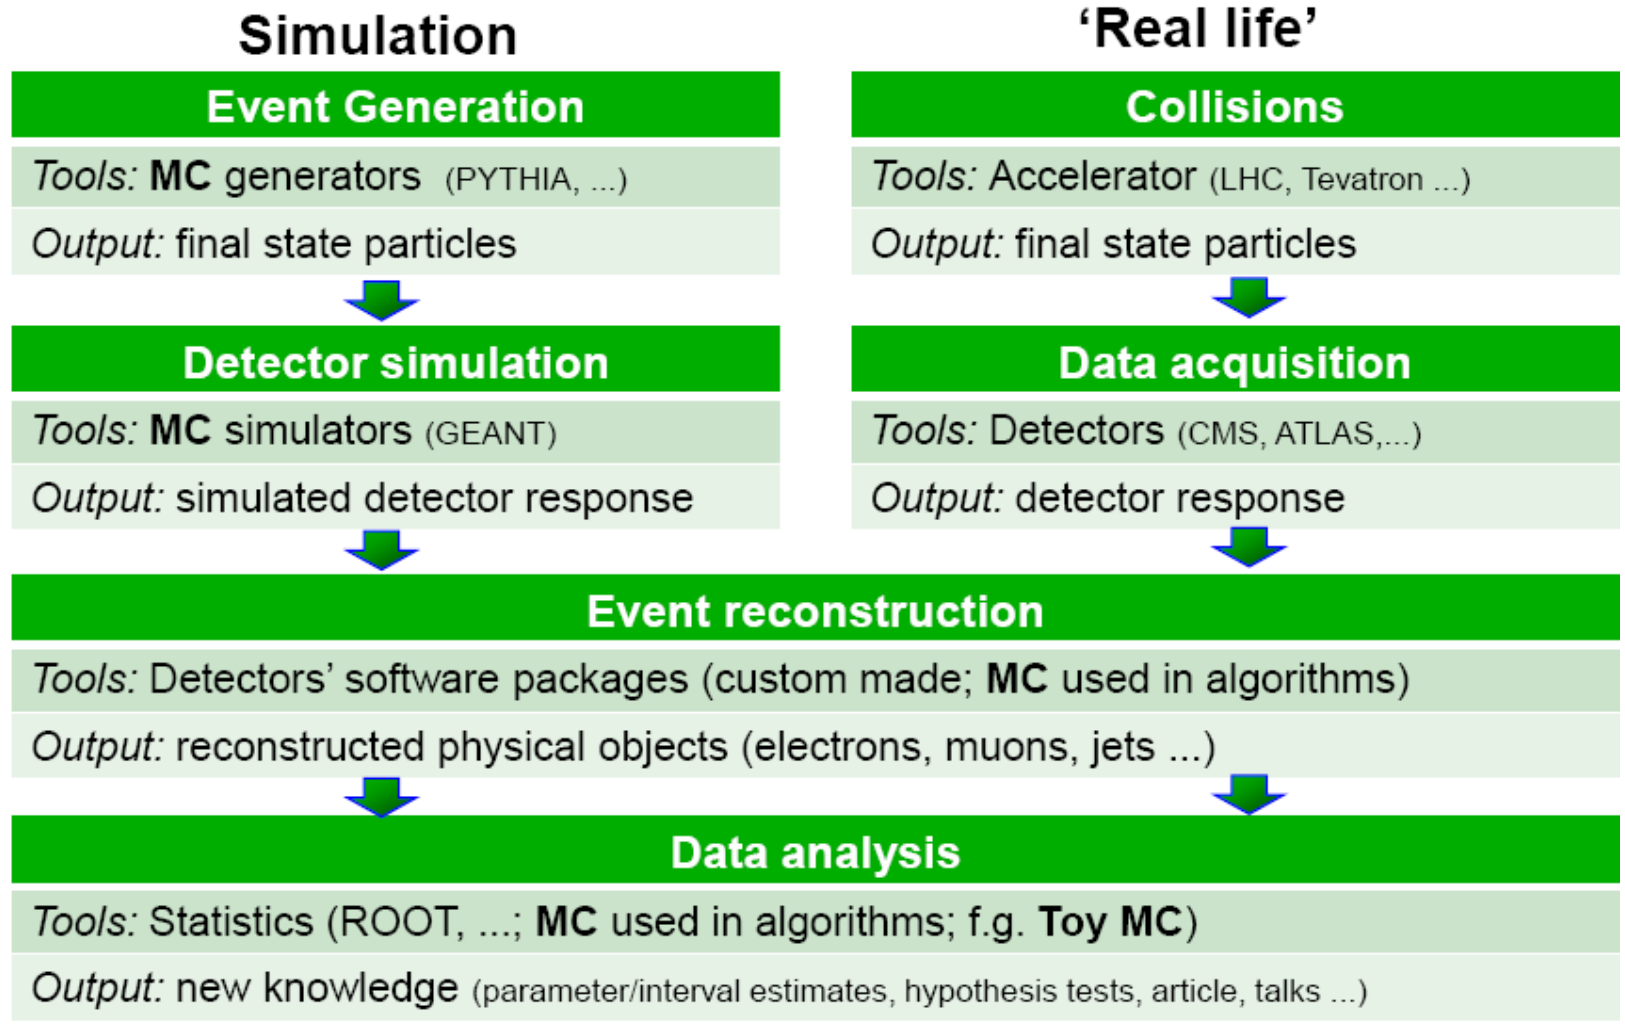 Simulation
'Real life'
Event Generation
Tools: MC generators (PYTHIA, ...)
Output: final state particles
Collisions
Tools: Accelerator (LHC, Tevatron ...)
Output: final state particles
Detector simulation
Tools: MC simulators (GEANT)
Output: simulated detector response
Data acquisition
Tools: Detectors (CMS, ATLAS,...)
Output: detector response
Event reconstruction
Tools: Detectors' software packages (custom made; MC used in algorithms)
Output: reconstructed physical objects (electrons, muons, jets ...)
Data analysis
Tools: Statistics (ROOT, ...; MC used in algorithms; f.g. Toy MC)
Output: new knowledge (parameter/interval estimates, hypothesis tests, article, talks ...)